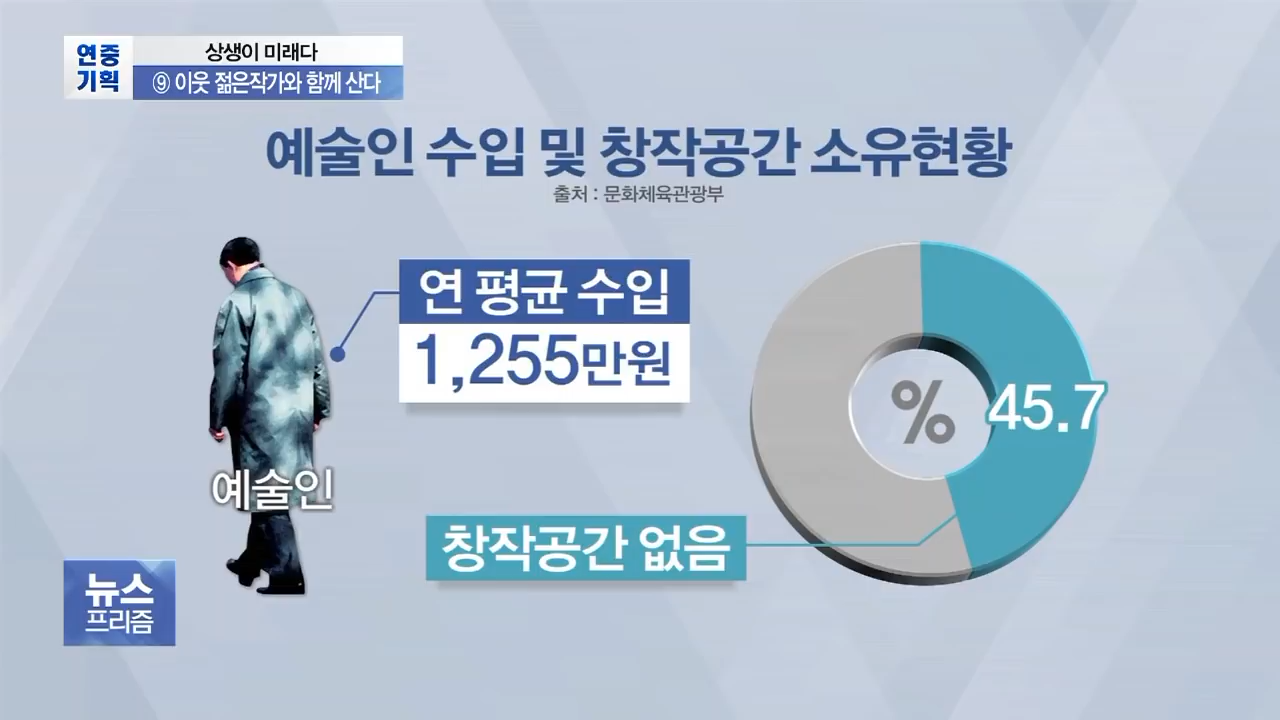 연중
기획
상생이 미래다
⑨ 이웃 젊은작가와 함께 산다
예술인 수입 및 창작공간 소유현황
출처 : 문화체육관광부
연 평균 수입
1,255만원
예술인
%
45.7
창작공간 없음
뉴스
프리즘